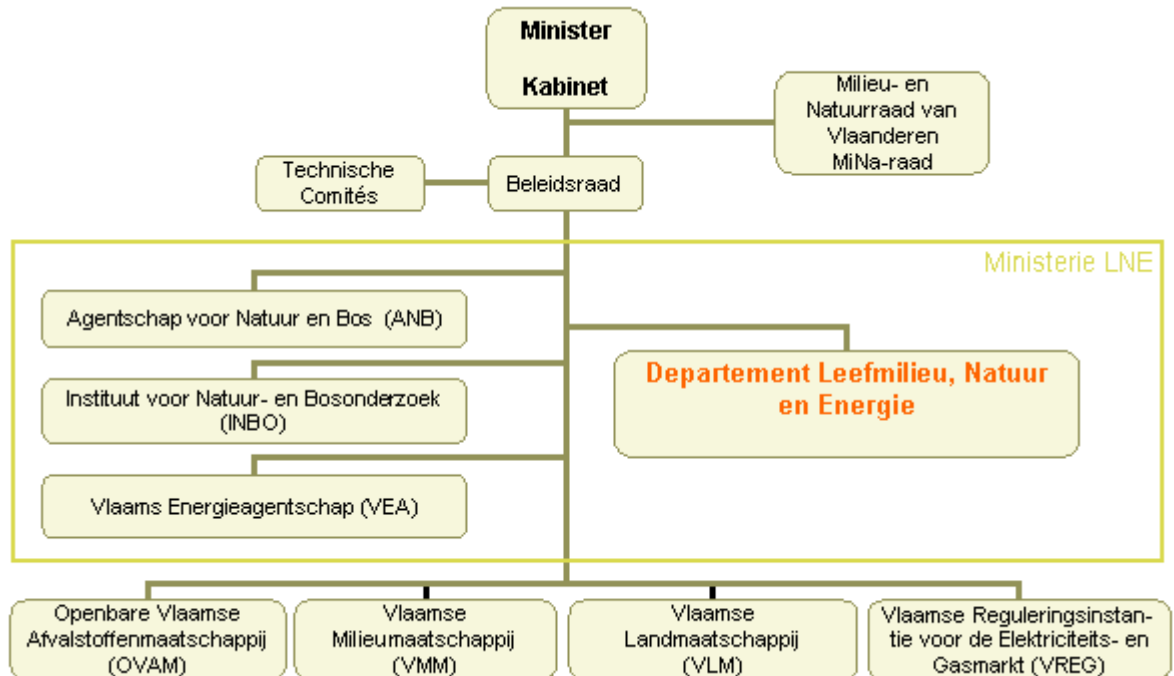 Minister
Kabinet
Milieu- en
Natuurraad van
Vlaanderen
MiNa-raad
Technische
Comités
Beleidsraad
Ministerie LNE
Agentschap voor Natuur en Bos (ANB)
Departement Leefmilieu, Natuur
en Energie
Instituut voor Natuur- en Bosonderzoek
(INBO)
Vlaams Energieagentschap (VEA)
Openbare Vlaamse
Afvalstoffenmaatschappij
(OVAM)
Vlaamse
Milieumaatschappij
(VMM)
Vlaamse
Landmaatschappij
(VLM)
Vlaamse Reguleringsinstan-
tie voor de Elektriciteits- en
Gasmarkt (VREG)